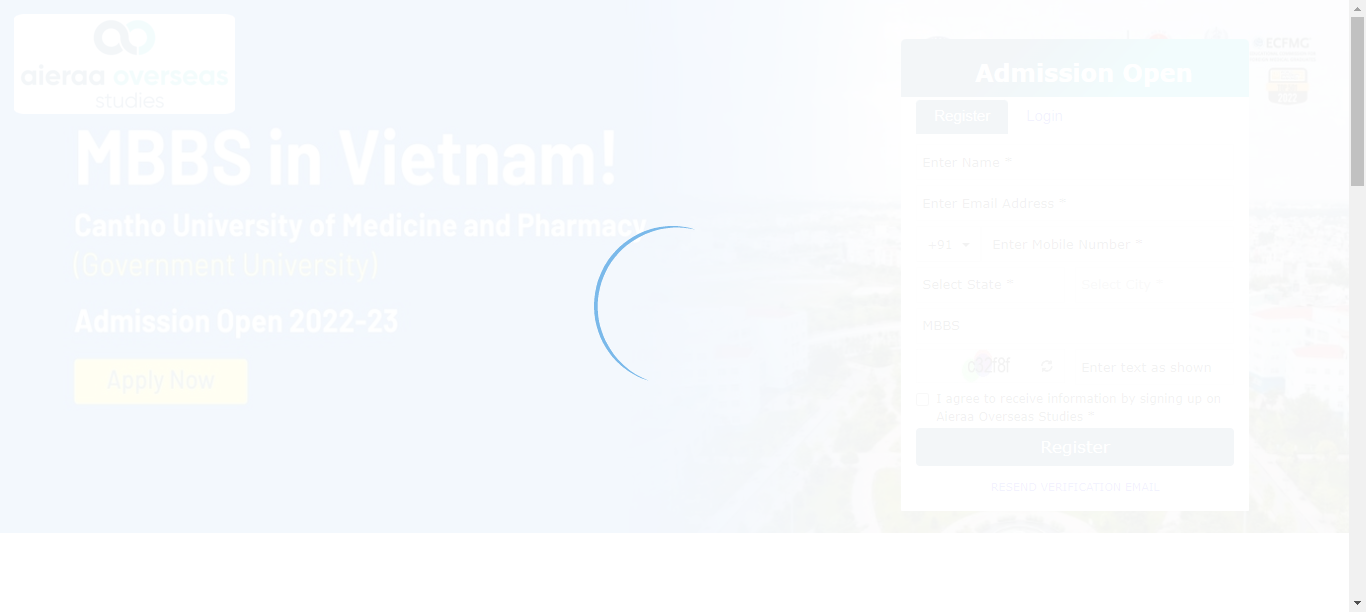 aieraa overseas
studies
MBBS in Vietnam!
Cantho University of Medicine and Pharmacy
(Government University)
Admission Open 2022-23
Apply Now
ECFMG
Admission Open
Register Login
Enter Name *
Enter Email Address *
+91 Enter Mobile Number *
Select State * Select City *
MBBS
c32f8f Enter text as shown
I agree to receive information by signing up on
Aieraa Overseas Studies *
Register
RESEND VERIFICATION EMAIL